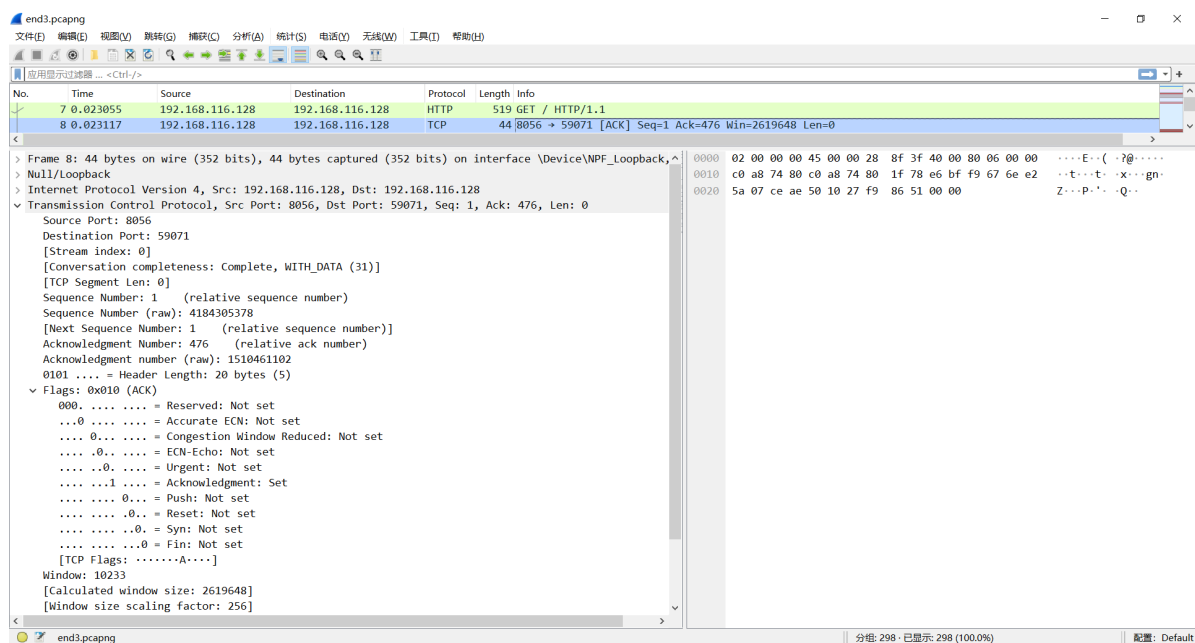 end3.pcapng
文件(F) 编辑(E) 视图(V) 跳转(G) 捕获(C) 分析(A) 统计(S) 电话(Y) 无线(W) 工具(T) 帮助(H)
应用显示过滤器 ... <Ctrl-/>
No. Time Source Destination Protocol Length Info
7 0.023055 192.168.116.128 192.168.116.128 HTTP 519 GET / HTTP/1.1
8 0.023117 192.168.116.128 192.168.116.128 TCP 44 8056 → 59071 [ACK] Seq=1 Ack=476 Win=2619648 Len=0
Frame 8: 44 bytes on wire (352 bits), 44 bytes captured (352 bits) on interface \Device\NPF_Loopback,
Null/Loopback
Internet Protocol Version 4, Src: 192.168.116.128, Dst: 192.168.116.128
Transmission Control Protocol, Src Port: 8056, Dst Port: 59071, Seq: 1, Ack: 476, Len: 0
Source Port: 8056
Destination Port: 59071
[Stream index: 0]
[Conversation completeness: Complete, WITH_DATA (31)]
[TCP Segment Len: 0]
Sequence Number: 1 (relative sequence number)
Sequence Number (raw): 4184305378
[Next Sequence Number: 1 (relative sequence number)]
Acknowledgment Number: 476 (relative ack number)
Acknowledgment number (raw): 1510461102
0101 .... = Header Length: 20 bytes (5)
Flags: 0x010 (ACK)
000. .... .... = Reserved: Not set
...0 .... .... = Accurate ECN: Not set
.... 0... .... = Congestion Window Reduced: Not set
.... .0.. .... = ECN-Echo: Not set
.... ..0. .... = Urgent: Not set
.... ...1 .... = Acknowledgment: Set
.... .... 0... = Push: Not set
.... .... .0.. = Reset: Not set
.... .... ..0. = Syn: Not set
.... .... ...0 = Fin: Not set
[TCP Flags: ·······A····]
Window: 10233
[Calculated window size: 2619648]
[Window size scaling factor: 256]
0000 02 00 00 00 45 00 00 28 8f 3f 40 00 80 06 00 00 ····E··( ·?@·····
0010 c0 a8 74 80 c0 a8 74 80 1f 78 e6 bf f9 67 6e e2 ··t···t· ·x···gn·
0020 5a 07 ce ae 50 10 27 f9 86 51 00 00 Z···P·'· ·Q··
end3.pcapng
分组: 298 · 已显示: 298 (100.0%)
配置: Default